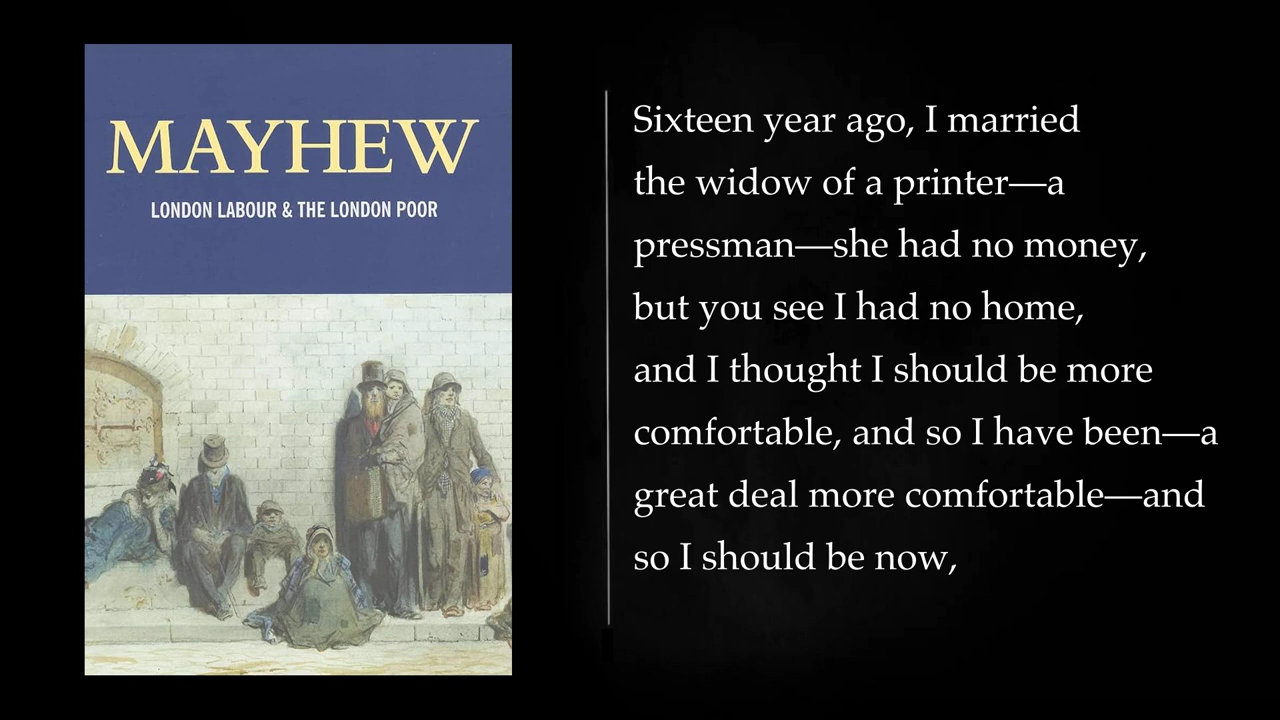 MAYHEW
LONDON LABOUR & THE LONDON POOR
Sixteen year ago, I married
the widow of a printer—a
pressman—she had no money,
but you see I had no home,
and I thought I should be more
comfortable, and so I have been—a
great deal more comfortable—and
so I should be now,